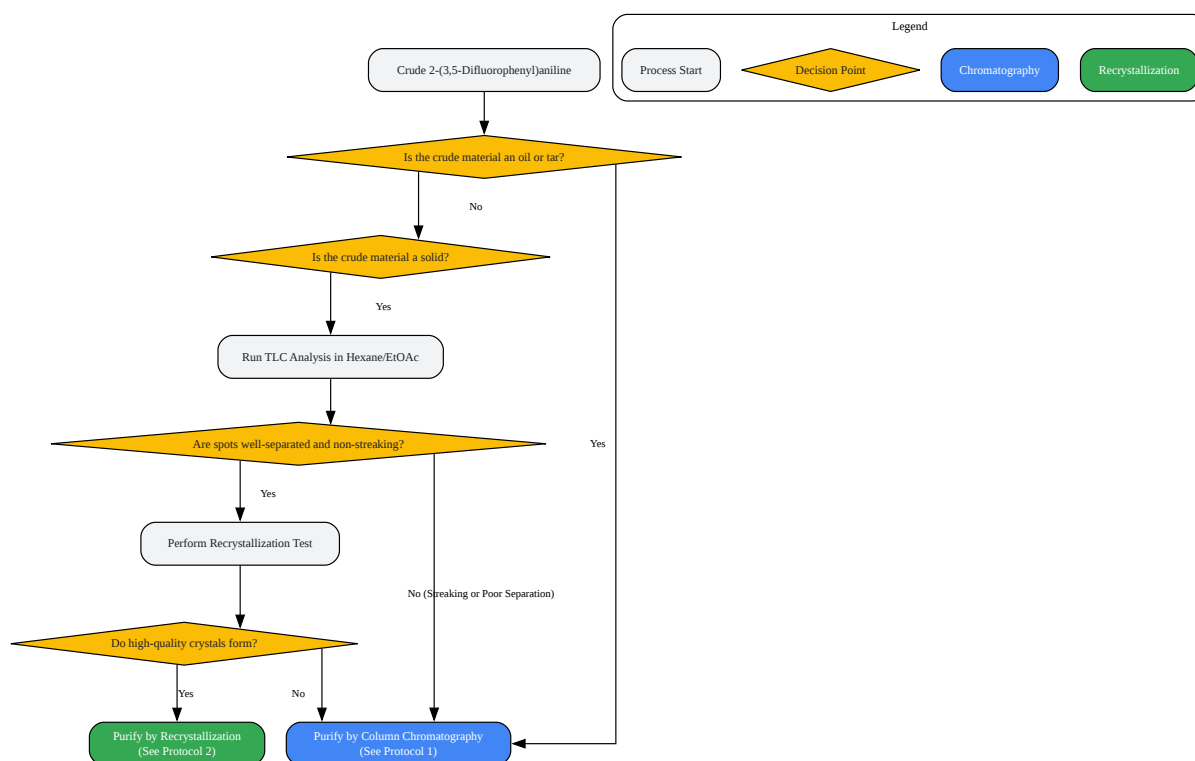 Legend
Process Start
Decision Point
Chromatography
Recrystallization
Crude 2-(3,5-Difluorophenyl)aniline
Is the crude material an oil or tar?
No
Is the crude material a solid?
Yes
Run TLC Analysis in Hexane/EtOAc
Are spots well-separated and non-streaking?
Yes
Yes
Perform Recrystallization Test
No (Streaking or Poor Separation)
Do high-quality crystals form?
Yes
No
Purify by Recrystallization
(See Protocol 2)
Purify by Column Chromatography
(See Protocol 1)